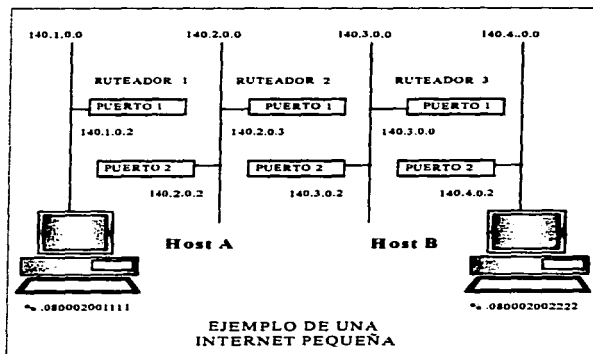 140.1.0.0 140.2.0.0 140.3.0.0 140.4..0.0
RUTEADOR 1 RUTEADOR 2 RUTEADOR 3
PUERTO 1 PUERTO 1 PUERTO 1
140.1.0.2 140.2.0.3 140.3.0.0
PUERTO 2 PUERTO 2 PUERTO 2
140.2.0.2 140.3.0.2 140.4.0.2
Host A Host B
.080002001111 .080002002222
EJEMPLO DE UNA
INTERNET PEQUEÑA